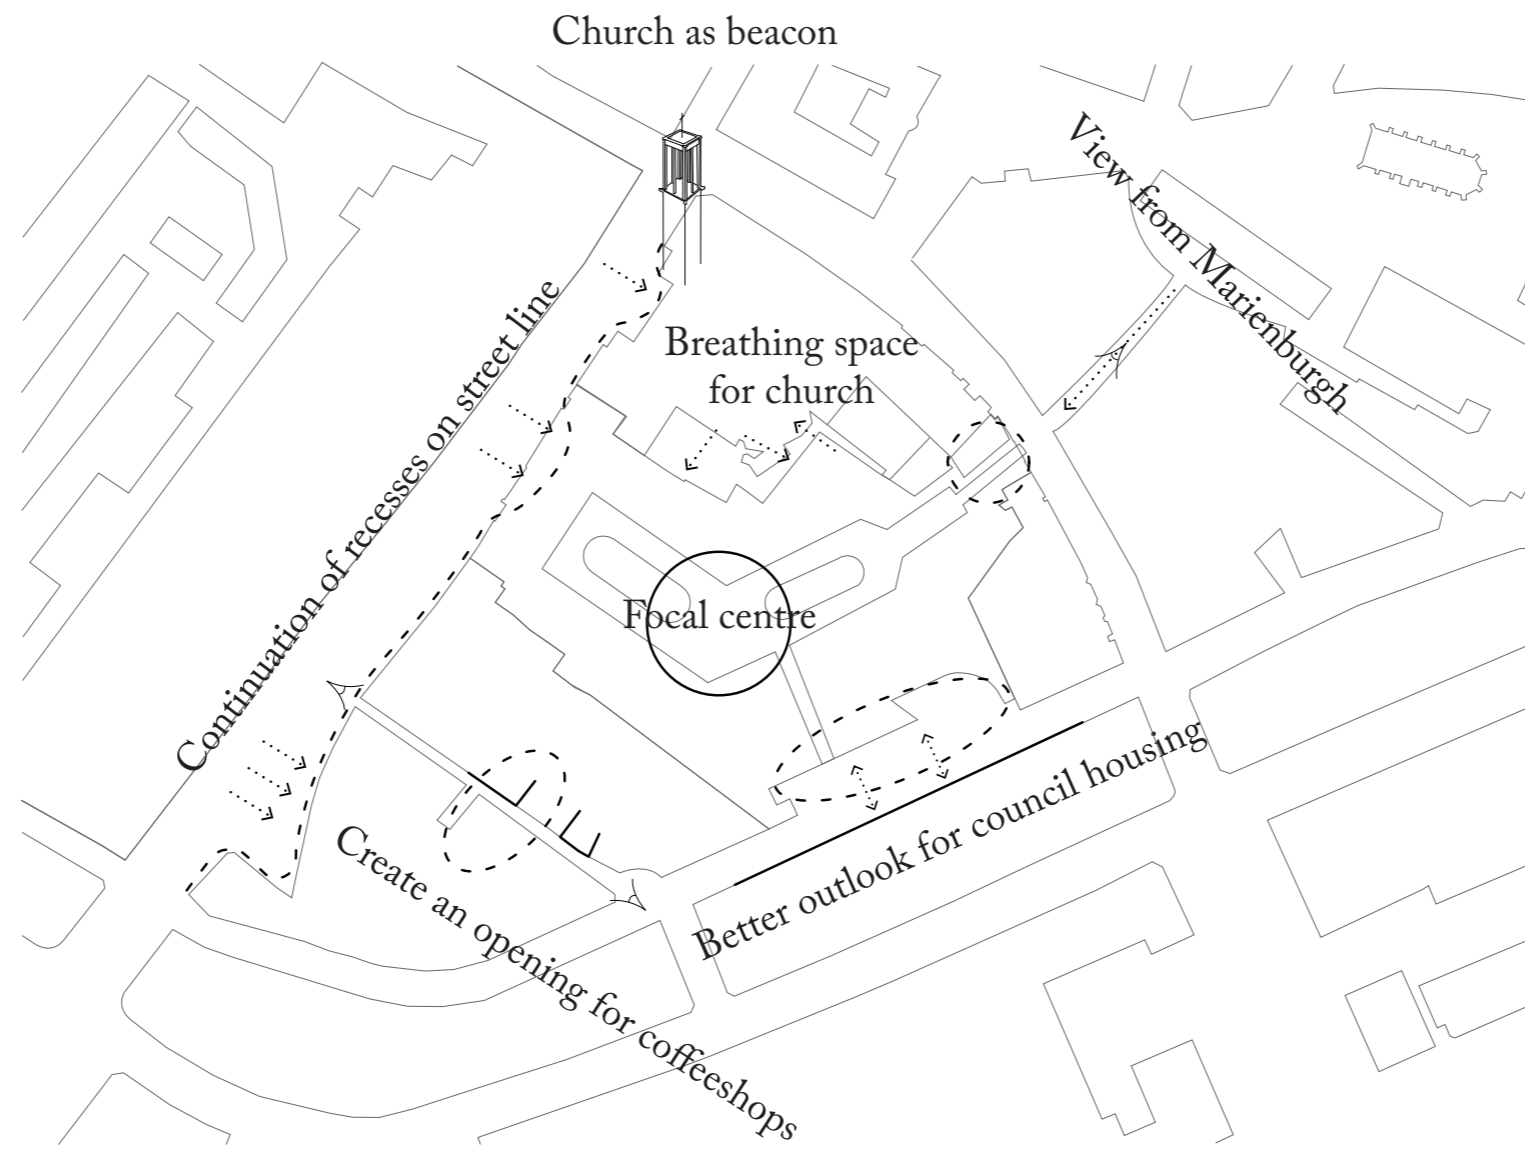 Church as beacon
View from Marienburgh
Continuation of recesses on street line
Breathing space
for church
Focal centre
Better outlook for council housing
Create an opening for coffeeshops